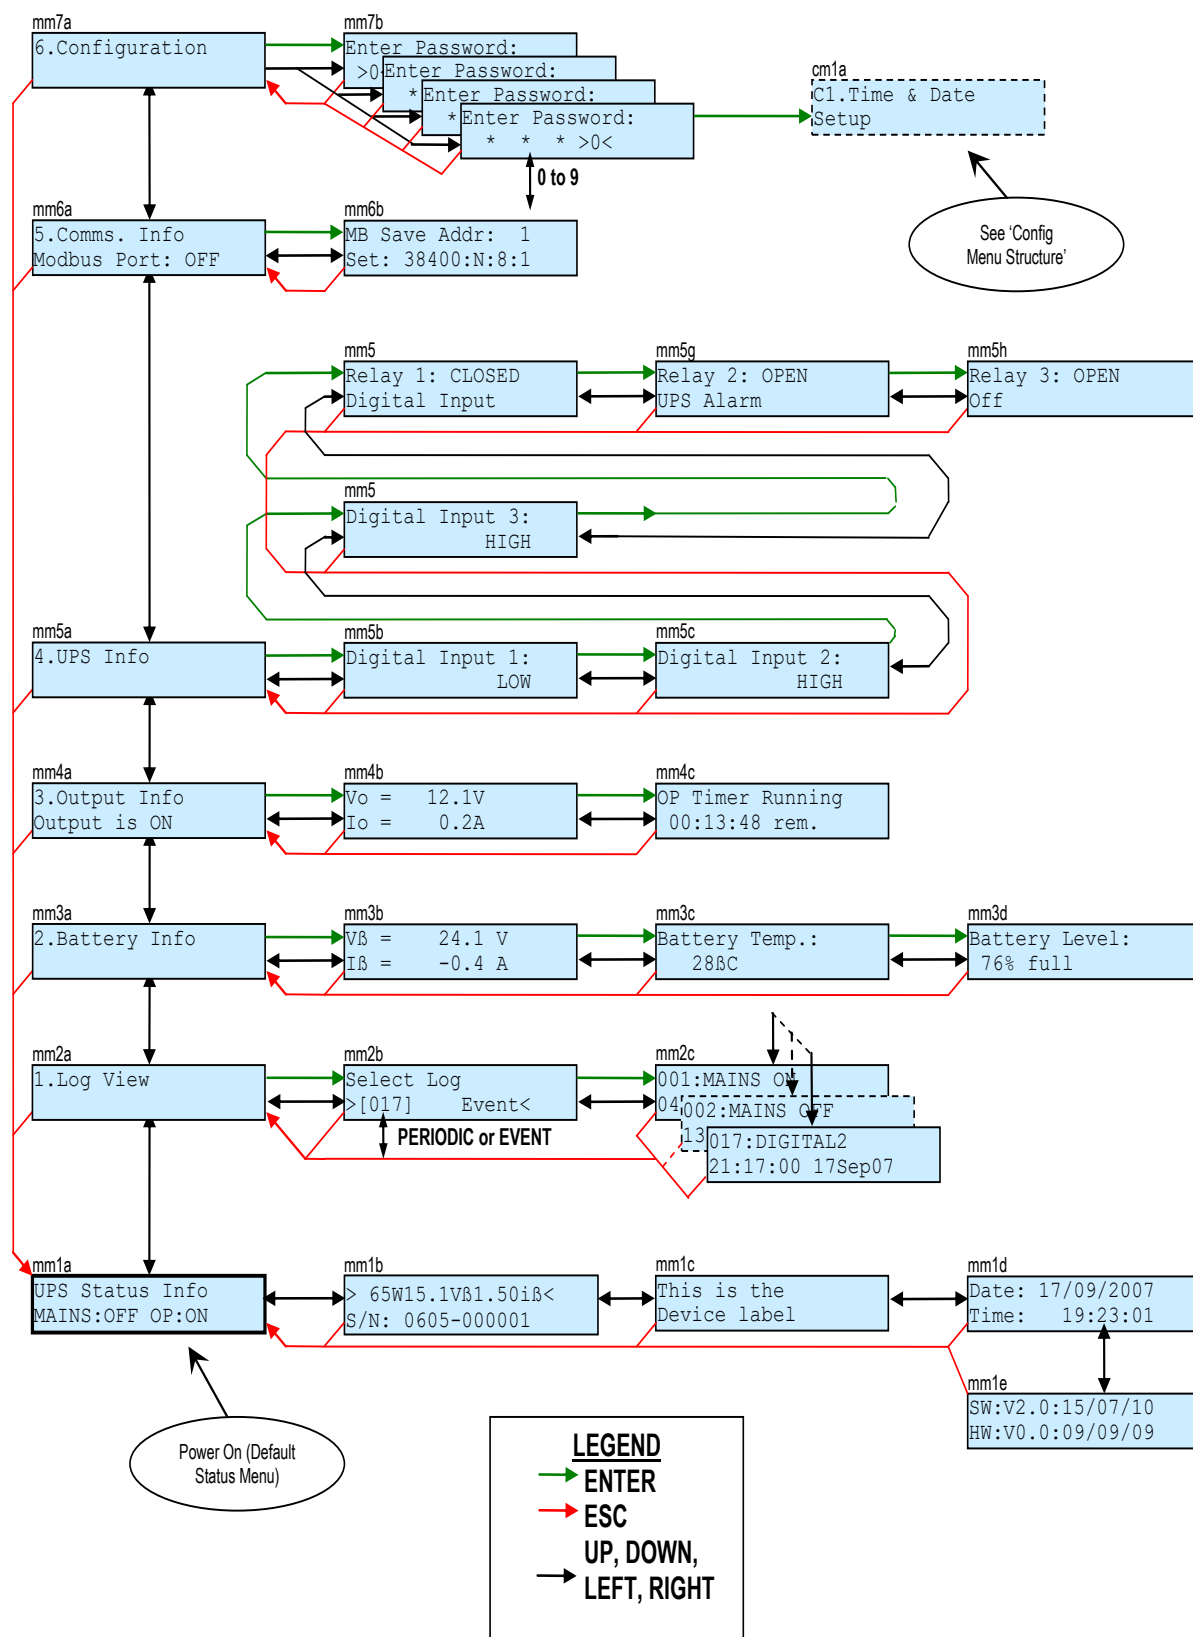 mm7a
6.Configuration
mm7b
Enter Password:
>0<
Enter Password:
*
Enter Password:
*
Enter Password:
* * * >0<
0 to 9
cm1a
C1.Time & Date
Setup
See ‘Config
Menu Structure’
mm6a
5.Comms. Info
Modbus Port: OFF
mm6b
MB Save Addr: 1
Set: 38400:N:8:1
mm5
Relay 1: CLOSED
Digital Input
mm5g
Relay 2: OPEN
UPS Alarm
mm5h
Relay 3: OPEN
Off
mm5
Digital Input 3:
HIGH
mm5a
4.UPS Info
mm5b
Digital Input 1:
LOW
mm5c
Digital Input 2:
HIGH
mm4a
3.Output Info
Output is ON
mm4b
Vo = 12.1V
Io = 0.2A
mm4c
OP Timer Running
00:13:48 rem.
mm3a
2.Battery Info
mm3b
Vß = 24.1 V
Iß = -0.4 A
mm3c
Battery Temp.:
28ßC
mm3d
Battery Level:
76% full
mm2a
1.Log View
mm2b
Select Log
>[017] Event<
PERIODIC or EVENT
mm2c
001:MAINS ON
04
002:MAINS OFF
13
017:DIGITAL2
21:17:00 17Sep07
mm1a
UPS Status Info
MAINS:OFF OP:ON
mm1b
> 65W15.1Vß1.50iß<
S/N: 0605-000001
mm1c
This is the
Device label
mm1d
Date: 17/09/2007
Time: 19:23:01
mm1e
SW:V2.0:15/07/10
HW:V0.0:09/09/09
Power On (Default
Status Menu)
LEGEND
ENTER
ESC
UP, DOWN,
LEFT, RIGHT